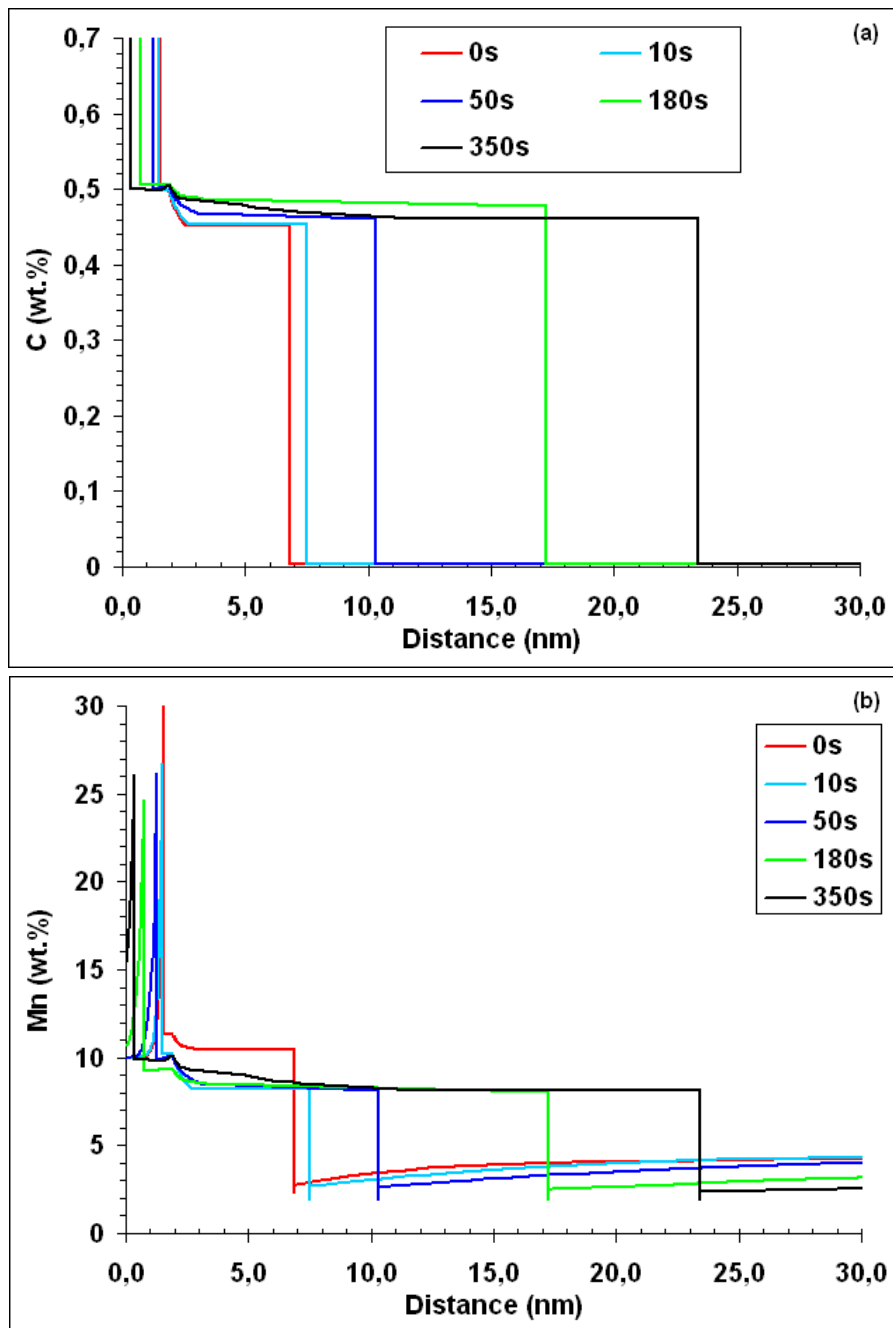 (a)
0s 10s
50s 180s
350s
0,7
0,6
0,5
0,4
0,3
0,2
0,1
0
C (wt.%)
0,0 5,0 10,0 15,0 20,0 25,0 30,0
Distance (nm)
(b)
0s
10s
50s
180s
350s
30
25
20
15
10
5
0
Mn (wt.%)
0,0 5,0 10,0 15,0 20,0 25,0 30,0
Distance (nm)